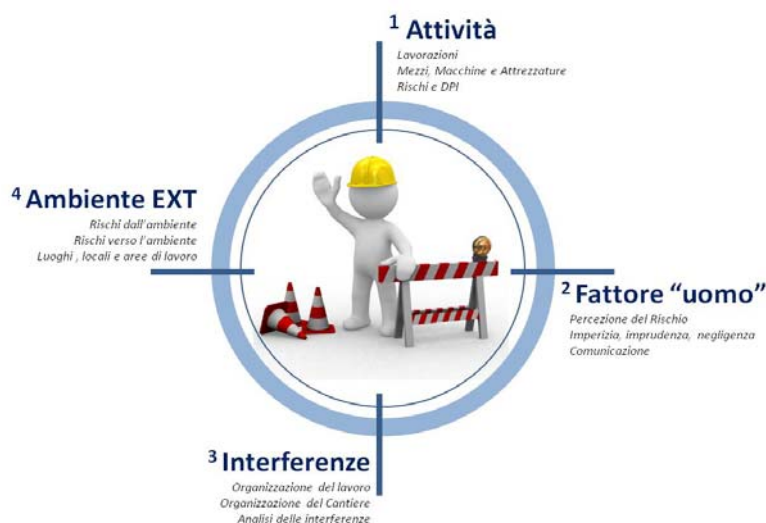 1 Attività
Lavorazioni
Mezzi, Macchine e Attrezzature
Rischi e DPI
4 Ambiente EXT
Rischi dall'ambiente
Rischi verso l'ambiente
Luoghi , locali e aree di lavoro
2 Fattore "uomo"
Percezione del Rischio
Imperizia, imprudenza, negligenza
Comunicazione
3 Interferenze
Organizzazione del lavoro
Organizzazione del Cantiere
Analisi delle interferenze